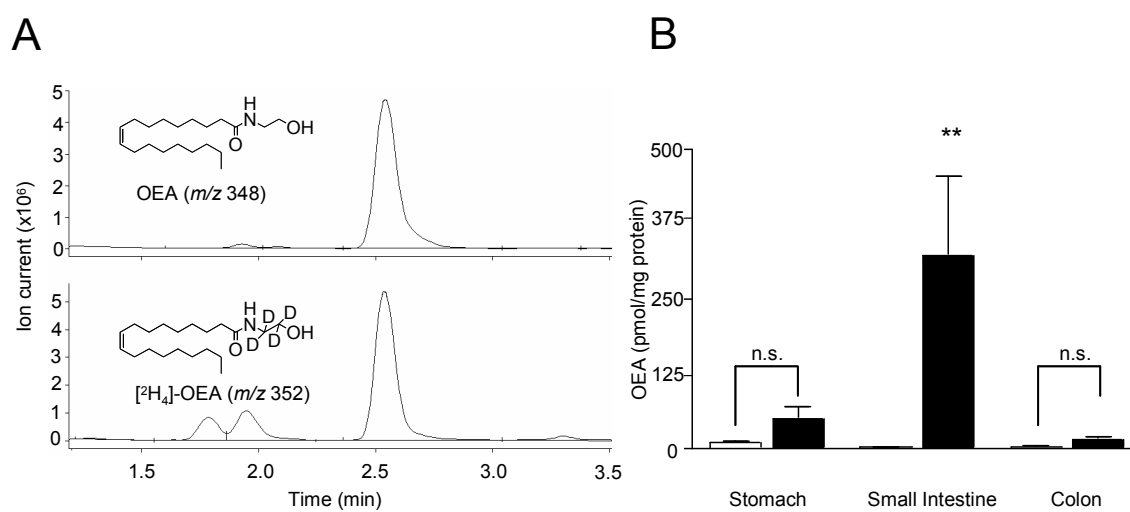 A
Ion current (x10⁶)
5
4
3
2
1
0
H
N
OH
O
OEA (m/z 348)
5
4
3
2
1
0
H
N
D
D
OH
O
D
D
[²H₄]-OEA (m/z 352)
1.5
2.0
2.5
3.0
3.5
Time (min)
B
OEA (pmol/mg protein)
500
375
250
125
0
n.s.
**
n.s.
Stomach
Small Intestine
Colon